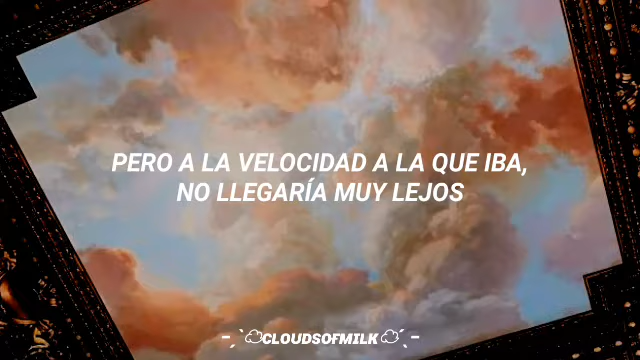 PERO A LA VELOCIDAD A LA QUE IBA,
NO LLEGARÍA MUY LEJOS
CLOUDSOFMILK